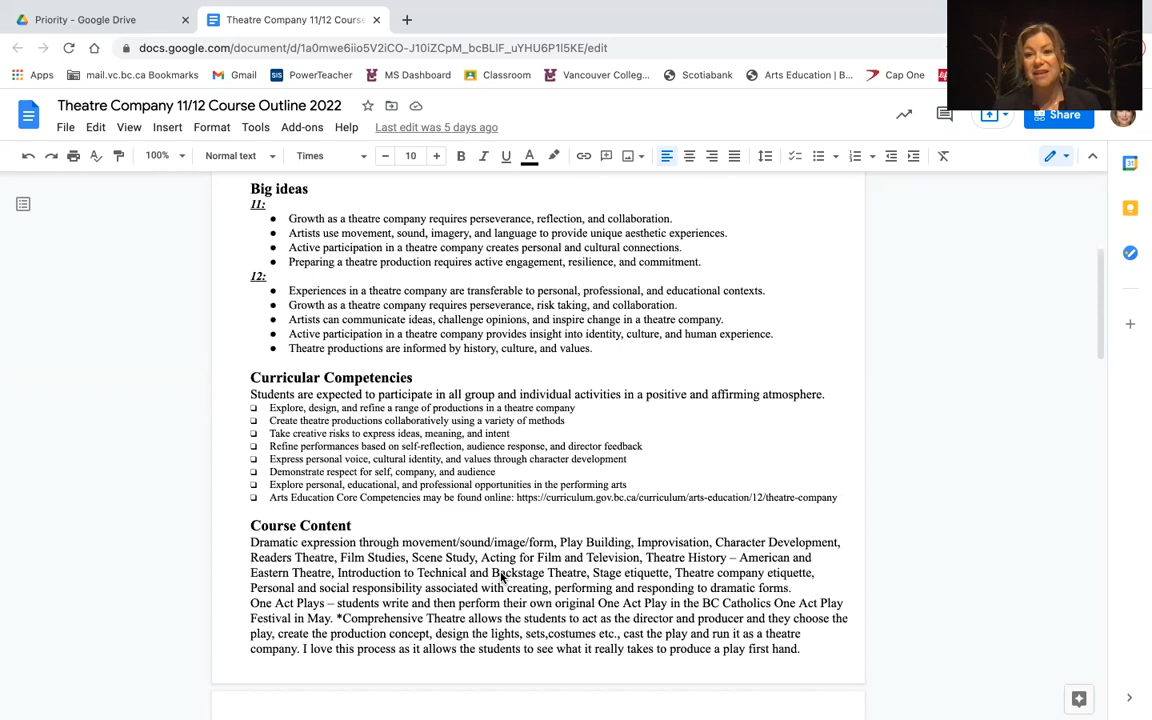 Priority - Google Drive
Theatre Company 11/12 Course
docs.google.com/document/d/1a0mwe6iio5V2iCO-J10iZCpM_bcBLlF_uYHU6P1I5KE/edit
Apps
mail.vc.bc.ca Bookmarks
Gmail
SIS
PowerTeacher
MS Dashboard
Classroom
Vancouver Colleg...
Scotiabank
Arts Education | B...
Cap One
Theatre Company 11/12 Course Outline 2022
File Edit View Insert Format Tools Add-ons Help Last edit was 5 days ago
Share
100% Normal text Times 10
Big ideas
11:
● Growth as a theatre company requires perseverance, reflection, and collaboration.
● Artists use movement, sound, imagery, and language to provide unique aesthetic experiences.
● Active participation in a theatre company creates personal and cultural connections.
● Preparing a theatre production requires active engagement, resilience, and commitment.
12:
● Experiences in a theatre company are transferable to personal, professional, and educational contexts.
● Growth as a theatre company requires perseverance, risk taking, and collaboration.
● Artists can communicate ideas, challenge opinions, and inspire change in a theatre company.
● Active participation in a theatre company provides insight into identity, culture, and human experience.
● Theatre productions are informed by history, culture, and values.
Curricular Competencies
Students are expected to participate in all group and individual activities in a positive and affirming atmosphere.
❑ Explore, design, and refine a range of productions in a theatre company
❑ Create theatre productions collaboratively using a variety of methods
❑ Take creative risks to express ideas, meaning, and intent
❑ Refine performances based on self-reflection, audience response, and director feedback
❑ Express personal voice, cultural identity, and values through character development
❑ Demonstrate respect for self, company, and audience
❑ Explore personal, educational, and professional opportunities in the performing arts
❑ Arts Education Core Competencies may be found online: https://curriculum.gov.bc.ca/curriculum/arts-education/12/theatre-company
Course Content
Dramatic expression through movement/sound/image/form, Play Building, Improvisation, Character Development,
Readers Theatre, Film Studies, Scene Study, Acting for Film and Television, Theatre History – American and
Eastern Theatre, Introduction to Technical and Backstage Theatre, Stage etiquette, Theatre company etiquette,
Personal and social responsibility associated with creating, performing and responding to dramatic forms.
One Act Plays – students write and then perform their own original One Act Play in the BC Catholics One Act Play
Festival in May. *Comprehensive Theatre allows the students to act as the director and producer and they choose the
play, create the production concept, design the lights, sets,costumes etc., cast the play and run it as a theatre
company. I love this process as it allows the students to see what it really takes to produce a play first hand.